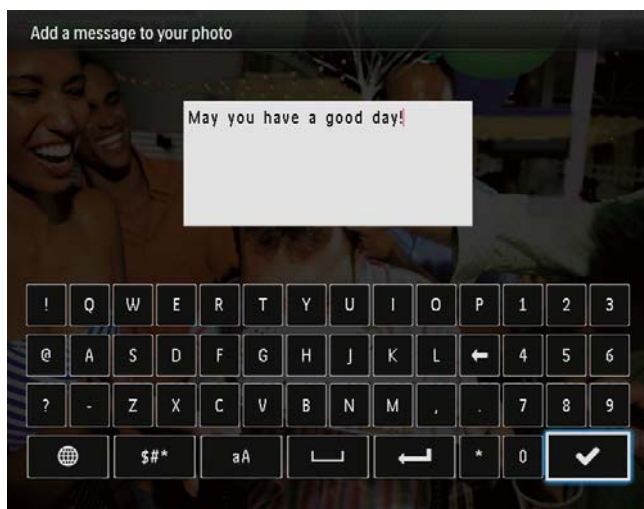 Add a message to your photo
May you have a good day!
! Q W E R T Y U I O P 1 2 3
@ A S D F G H J K L 4 5 6
? - Z X C V B N M , . 7 8 9
$#* aA * 0